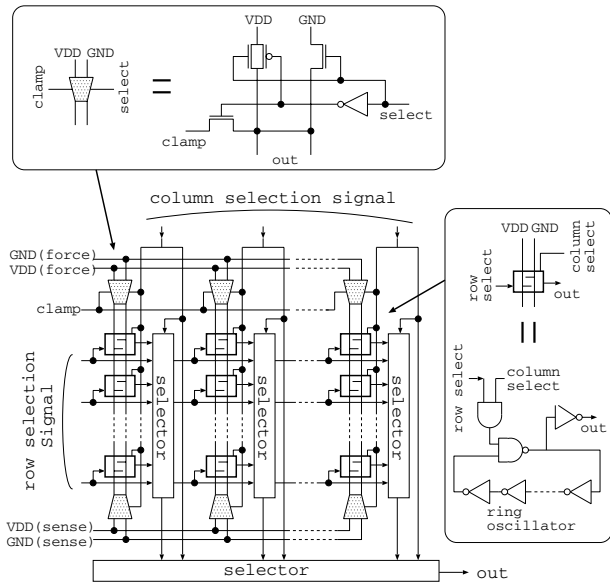 VDD GND
VDD GND
clamp
select
=
select
clamp
out
column selection signal
GND(force)
VDD(force)
clamp
row selection
Signal
selector
selector
selector
VDD(sense)
GND(sense)
selector
out
VDD GND
column
select
row
select
out
=
row select
column
select
out
ring
oscillator